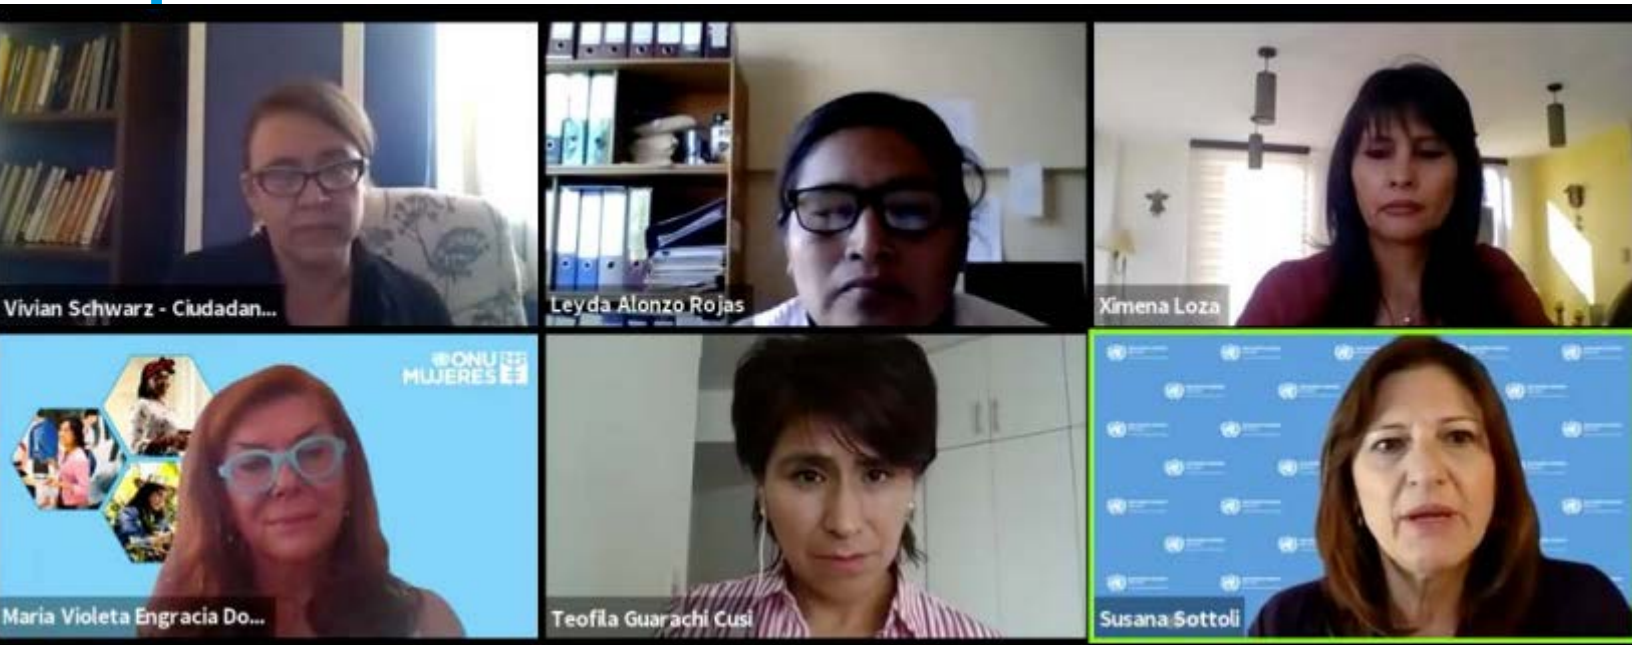 Vivian Schwarz - Ciudadan...
Leyda Alonzo Rojas
Ximena Loza
ONU
MUJERES
Maria Violeta Engracia Do...
Teofila Guarachi Cusi
Susana Sottoli